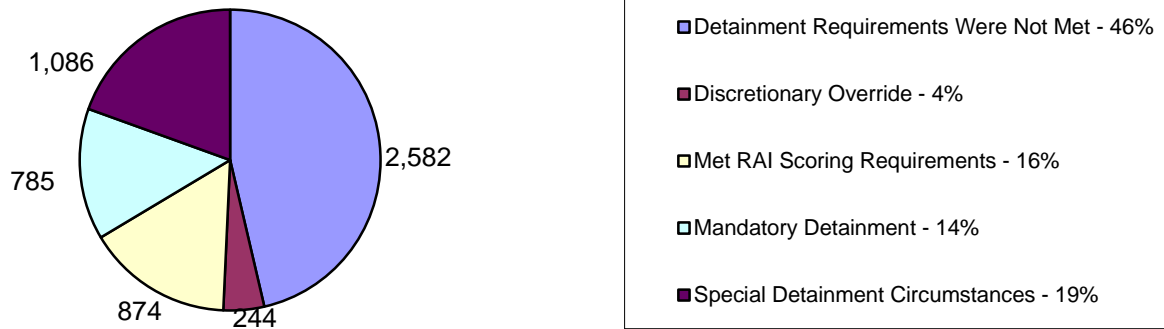 1,086
2,582
785
874
244
Detainment Requirements Were Not Met - 46%
Discretionary Override - 4%
Met RAI Scoring Requirements - 16%
Mandatory Detainment - 14%
Special Detainment Circumstances - 19%